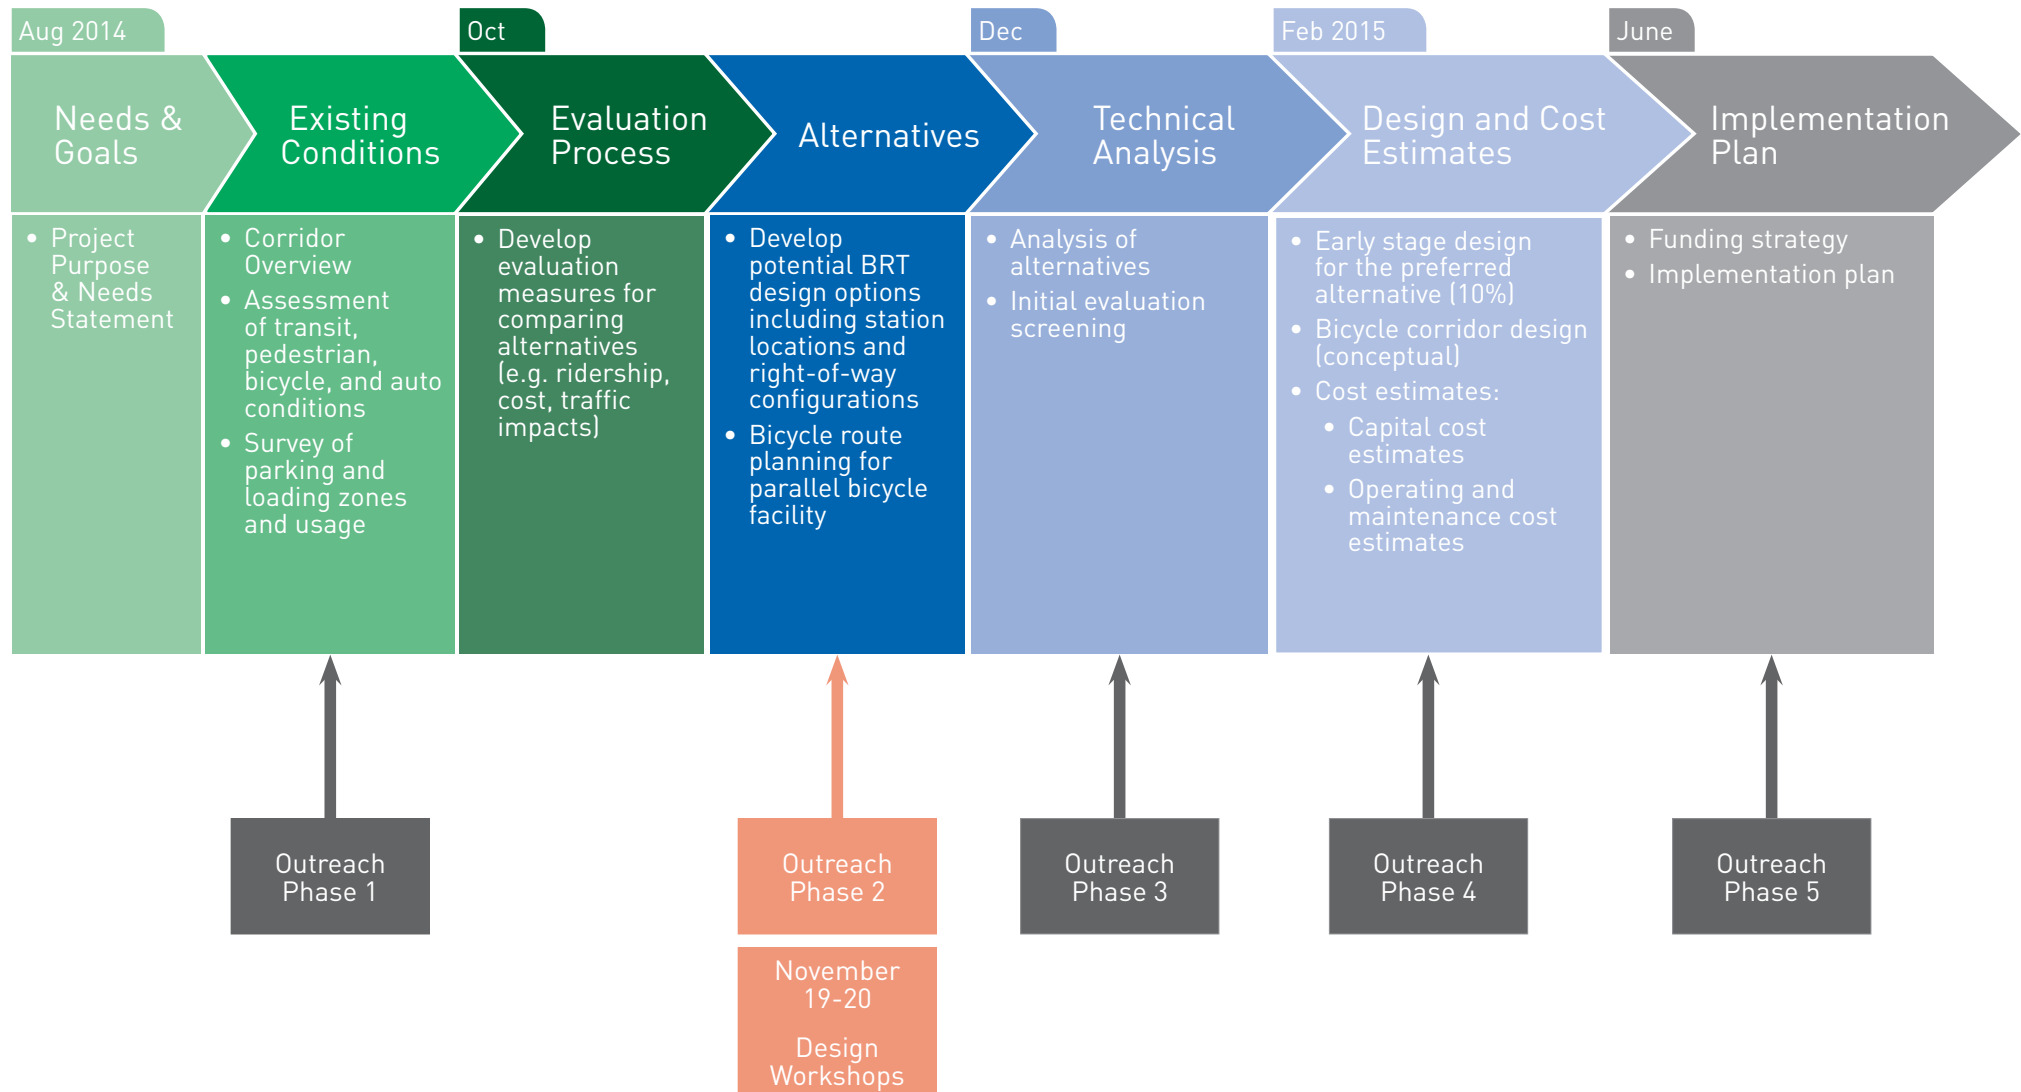 Aug 2014
Oct
Dec
Feb 2015
June
Needs &
Goals
Existing
Conditions
Evaluation
Process
Alternatives
Technical
Analysis
Design and Cost
Estimates
Implementation
Plan
• Project
Purpose
& Needs
Statement
• Corridor
Overview
• Assessment
of transit,
pedestrian,
bicycle, and auto
conditions
• Survey of
parking and
loading zones
and usage
• Develop
evaluation
measures for
comparing
alternatives
(e.g. ridership,
cost, traffic
impacts)
• Develop
potential BRT
design options
including station
locations and
right-of-way
configurations
• Bicycle route
planning for
parallel bicycle
facility
• Analysis of
alternatives
• Initial evaluation
screening
• Early stage design
for the preferred
alternative (10%)
• Bicycle corridor design
(conceptual)
• Cost estimates:
• Capital cost
estimates
• Operating and
maintenance cost
estimates
• Funding strategy
• Implementation plan
Outreach
Phase 1
Outreach
Phase 2
November
19-20
Design
Workshops
Outreach
Phase 3
Outreach
Phase 4
Outreach
Phase 5